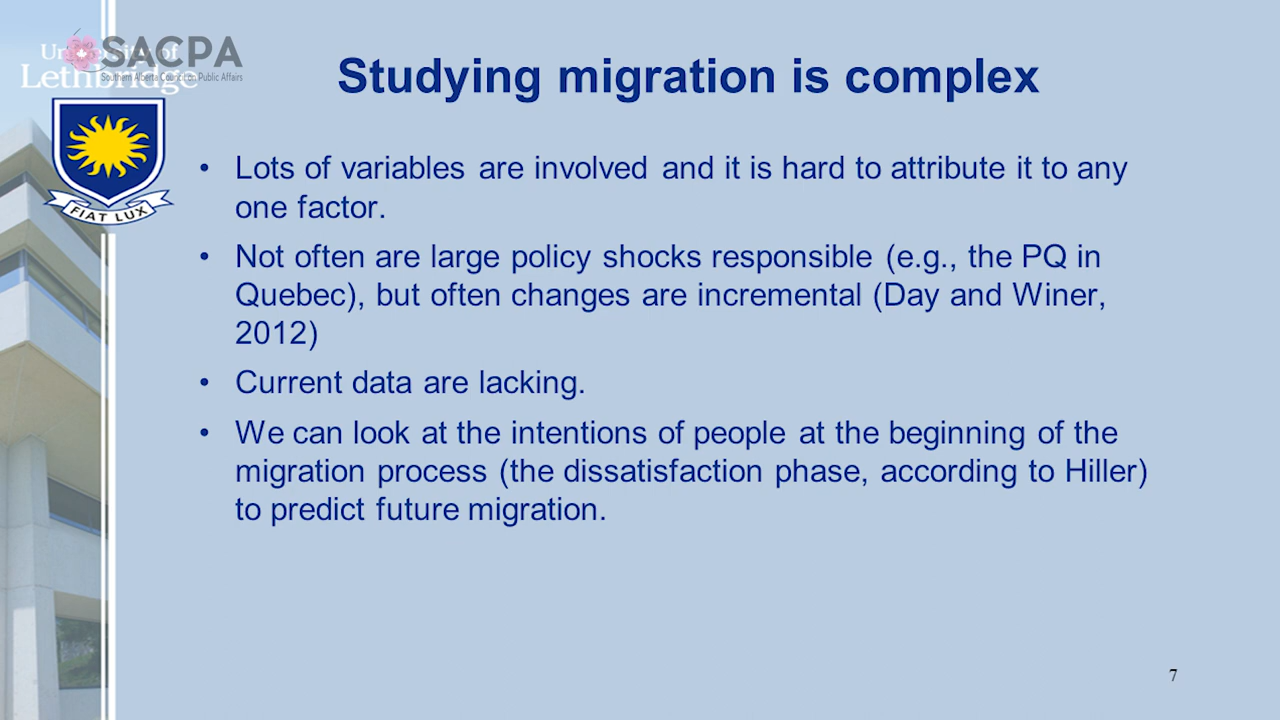 University of
Lethbridge
SACPA
Southern Alberta Council on Public Affairs
FIAT LUX
Studying migration is complex
• Lots of variables are involved and it is hard to attribute it to any
one factor.
• Not often are large policy shocks responsible (e.g., the PQ in
Quebec), but often changes are incremental (Day and Winer,
2012)
• Current data are lacking.
• We can look at the intentions of people at the beginning of the
migration process (the dissatisfaction phase, according to Hiller)
to predict future migration.
7